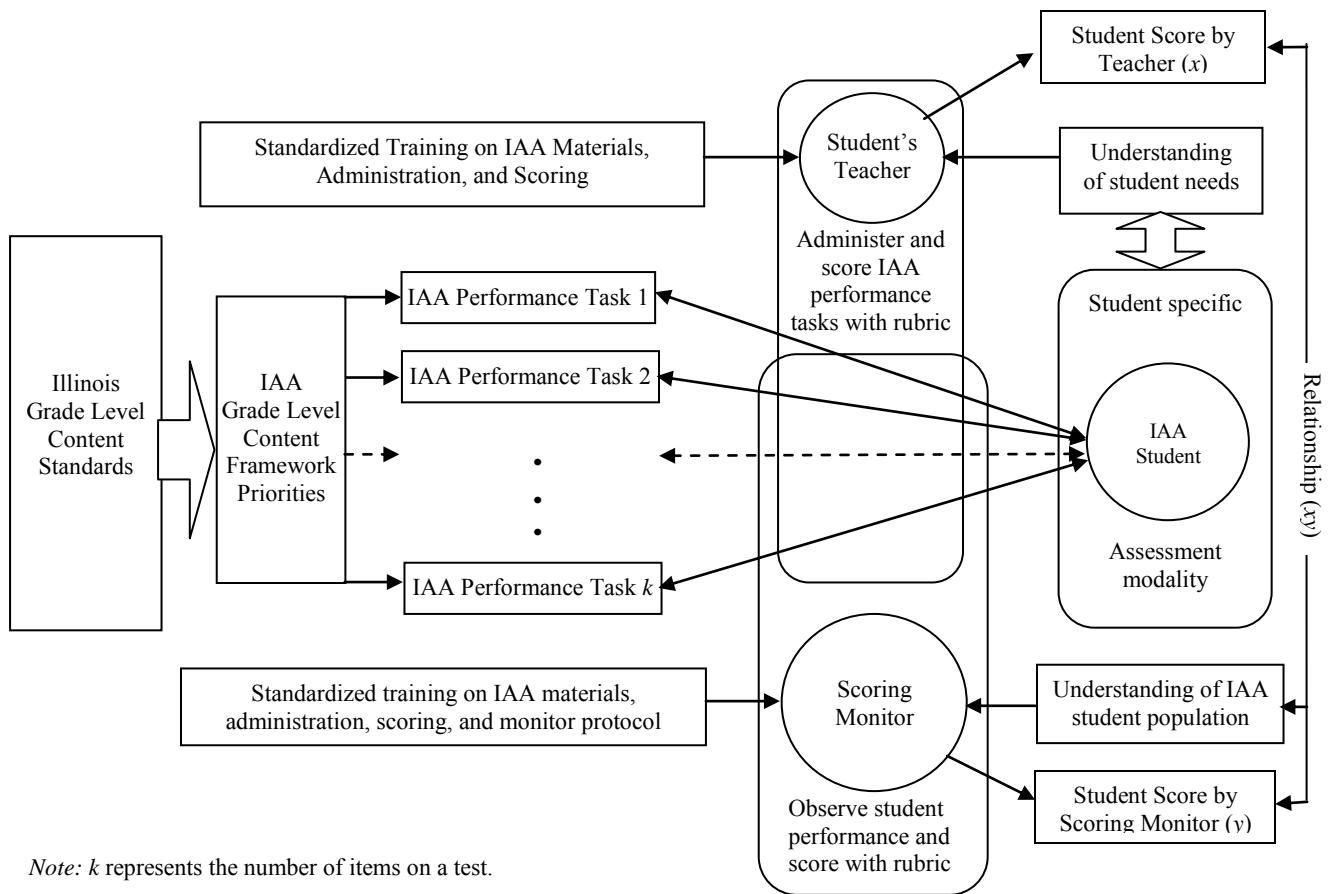 Student Score by
Teacher (x)
Standardized Training on IAA Materials,
Administration, and Scoring
Student’s
Teacher
Understanding
of student needs
Administer and
score IAA
performance
tasks with rubric
Illinois
Grade Level
Content
Standards
IAA
Grade Level
Content
Framework
Priorities
IAA Performance Task 1
IAA Performance Task 2
IAA Performance Task k
Student specific
IAA
Student
Assessment
modality
Relationship (xy)
Standardized training on IAA materials,
administration, scoring, and monitor protocol
Scoring
Monitor
Understanding of IAA
student population
Observe student
performance and
score with rubric
Student Score by
Scoring Monitor (y)
Note: k represents the number of items on a test.